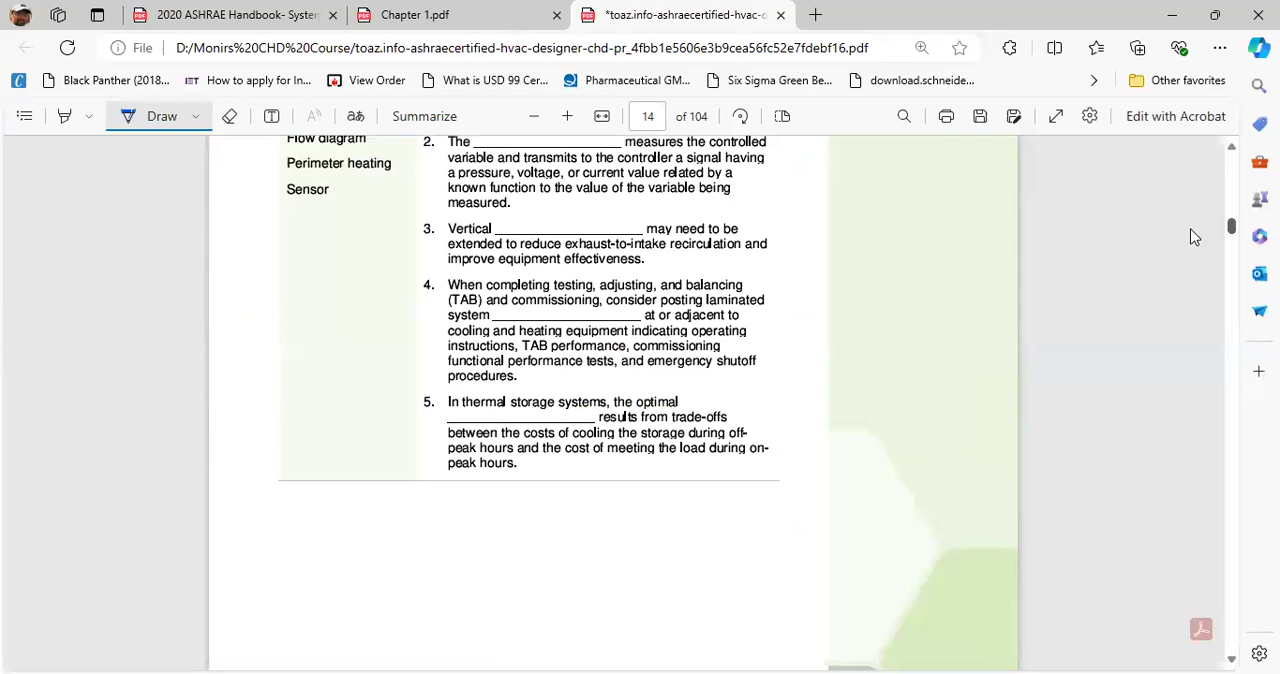 2020 ASHRAE Handbook- System
Chapter 1.pdf
*toaz.info-ashraecertified-hvac-d
File
D:/Monirs%20CHD%20Course/toaz.info-ashraecertified-hvac-designer-chd-pr_4fbb1e5606e3b9cea56fc52e7fdebf16.pdf
Black Panther (2018...
IET How to apply for In...
View Order
What is USD 99 Cer...
Pharmaceutical GM...
Six Sigma Green Be...
download.schneide...
Other favorites
Draw
Summarize
14 of 104
Edit with Acrobat
Flow diagram
Perimeter heating
Sensor
2. The ____________________ measures the controlled
variable and transmits to the controller a signal having
a pressure, voltage, or current value related by a
known function to the value of the variable being
measured.
3. Vertical ____________________ may need to be
extended to reduce exhaust-to-intake recirculation and
improve equipment effectiveness.
4. When completing testing, adjusting, and balancing
(TAB) and commissioning, consider posting laminated
system ____________________ at or adjacent to
cooling and heating equipment indicating operating
instructions, TAB performance, commissioning
functional performance tests, and emergency shutoff
procedures.
5. In thermal storage systems, the optimal
____________________ results from trade-offs
between the costs of cooling the storage during off-
peak hours and the cost of meeting the load during on-
peak hours.